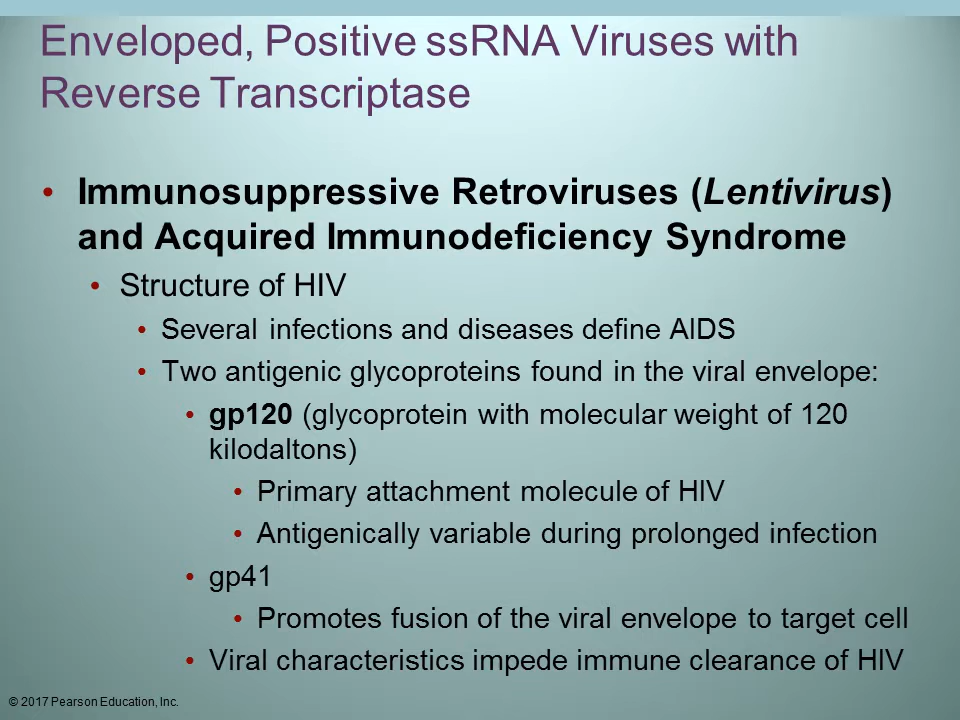 Enveloped, Positive ssRNA Viruses with
Reverse Transcriptase
• Immunosuppressive Retroviruses (Lentivirus)
and Acquired Immunodeficiency Syndrome
• Structure of HIV
• Several infections and diseases define AIDS
• Two antigenic glycoproteins found in the viral envelope:
• gp120 (glycoprotein with molecular weight of 120
kilodaltons)
• Primary attachment molecule of HIV
• Antigenically variable during prolonged infection
• gp41
• Promotes fusion of the viral envelope to target cell
• Viral characteristics impede immune clearance of HIV
© 2017 Pearson Education, Inc.